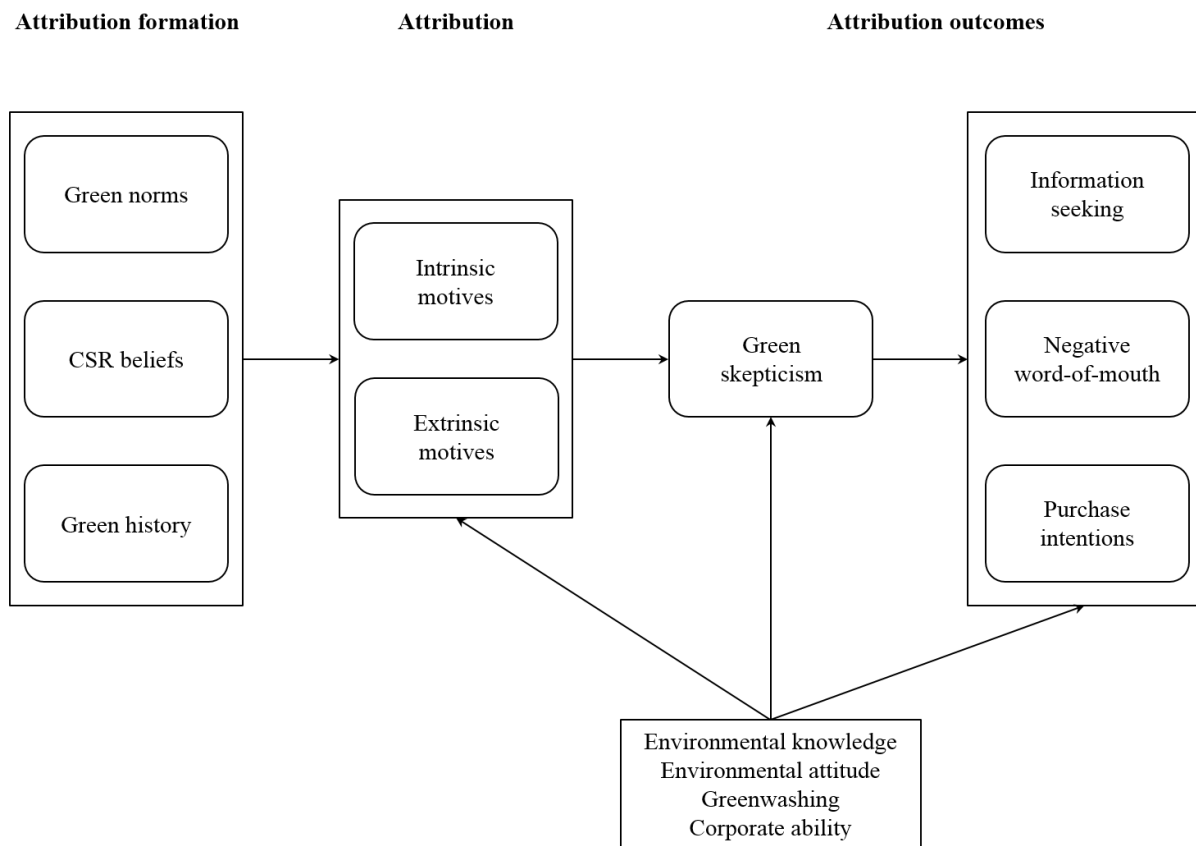 Attribution formation
Attribution
Attribution outcomes
Green norms
CSR beliefs
Green history
Intrinsic
motives
Extrinsic
motives
Green
skepticism
Information
seeking
Negative
word-of-mouth
Purchase
intentions
Environmental knowledge
Environmental attitude
Greenwashing
Corporate ability